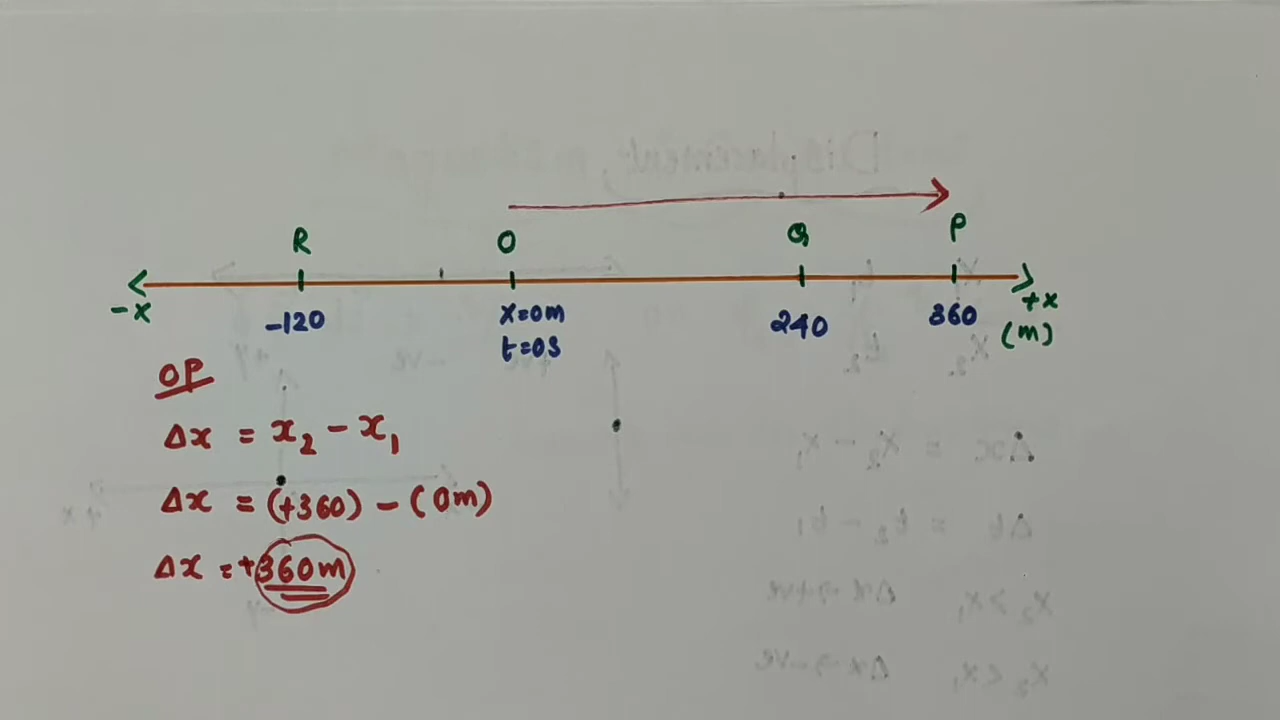 R O Q P
-x +x
-120 x=0m 240 360 (m)
t=0s
OP
Δx = x₂ - x₁
Δx = (+360) - (0m)
Δx = +360m